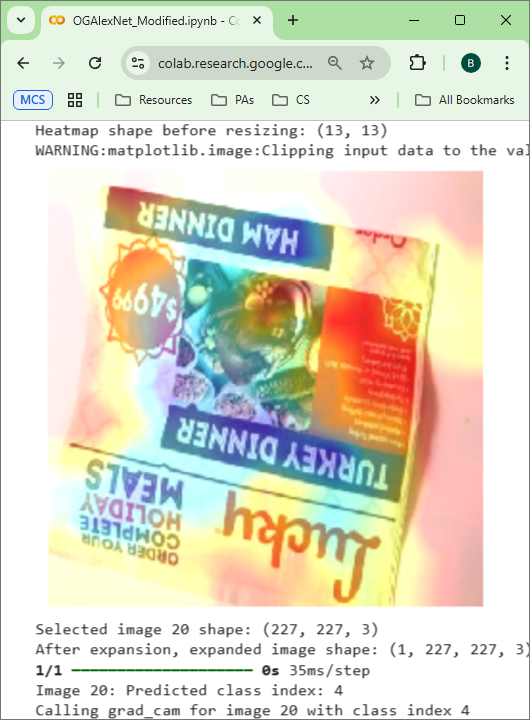 OGAlexNet_Modified.ipynb - Co
colab.research.google.c...
B
MCS
Resources
PAs
CS
»
All Bookmarks
Heatmap shape before resizing: (13, 13)
WARNING:matplotlib.image:Clipping input data to the val
HAM DINNER
Order
$49.99
TURKEY DINNER
Lucky
ORDER YOUR
COMPLETE
HOLIDAY
MEALS
Selected image 20 shape: (227, 227, 3)
After expansion, expanded image shape: (1, 227, 227, 3)
1/1 ━━━━━━━━━━━━━━━━━━━━ 0s 35ms/step
Image 20: Predicted class index: 4
Calling grad_cam for image 20 with class index 4